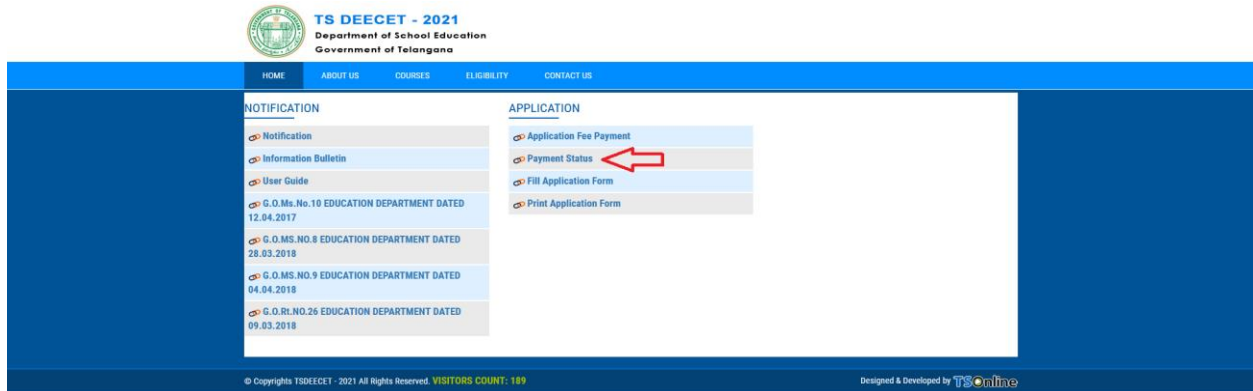 TS DEECET - 2021
Department of School Education
Government of Telangana
HOME ABOUT US COURSES ELIGIBILITY CONTACT US
NOTIFICATION
Notification
Information Bulletin
User Guide
G.O.Ms.No.10 EDUCATION DEPARTMENT DATED
12.04.2017
G.O.MS.NO.8 EDUCATION DEPARTMENT DATED
28.03.2018
G.O.MS.NO.9 EDUCATION DEPARTMENT DATED
04.04.2018
G.O.Rt.NO.26 EDUCATION DEPARTMENT DATED
09.03.2018
APPLICATION
Application Fee Payment
Payment Status
Fill Application Form
Print Application Form
© Copyrights TSDEECET - 2021 All Rights Reserved. VISITORS COUNT: 189
Designed & Developed by TSOnline